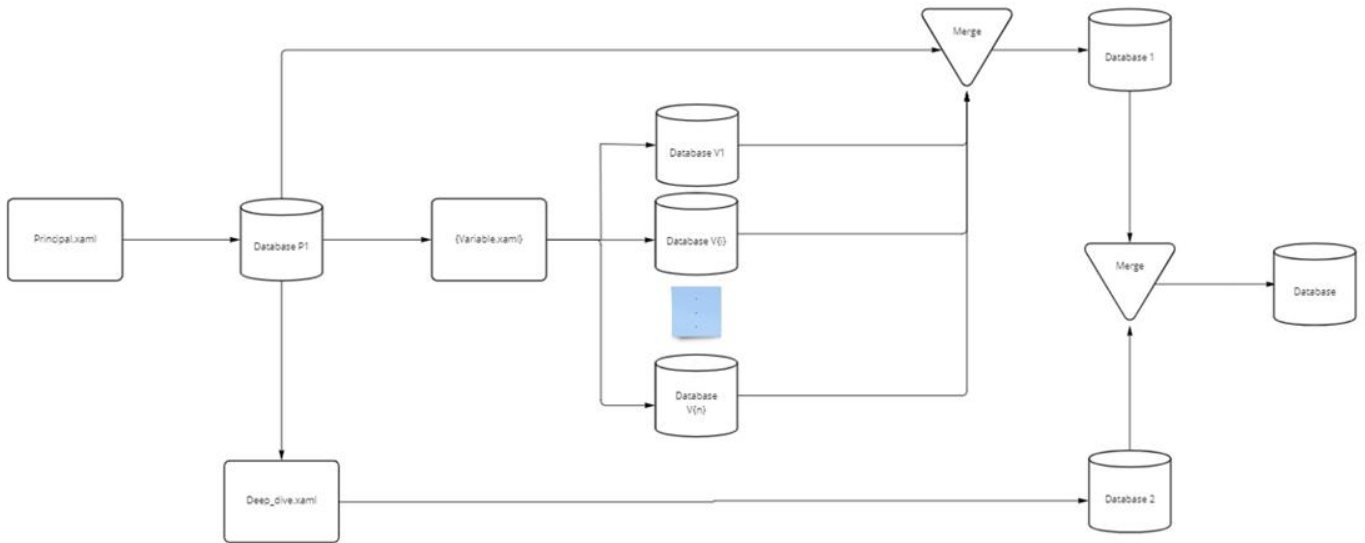 Merge
Database 1
Database V1
Principal.xaml
Database P1
{Variable.xaml}
Database V{i}
Merge
Database
.
.
.
Database
V{n}
Deep_dive.xaml
Database 2